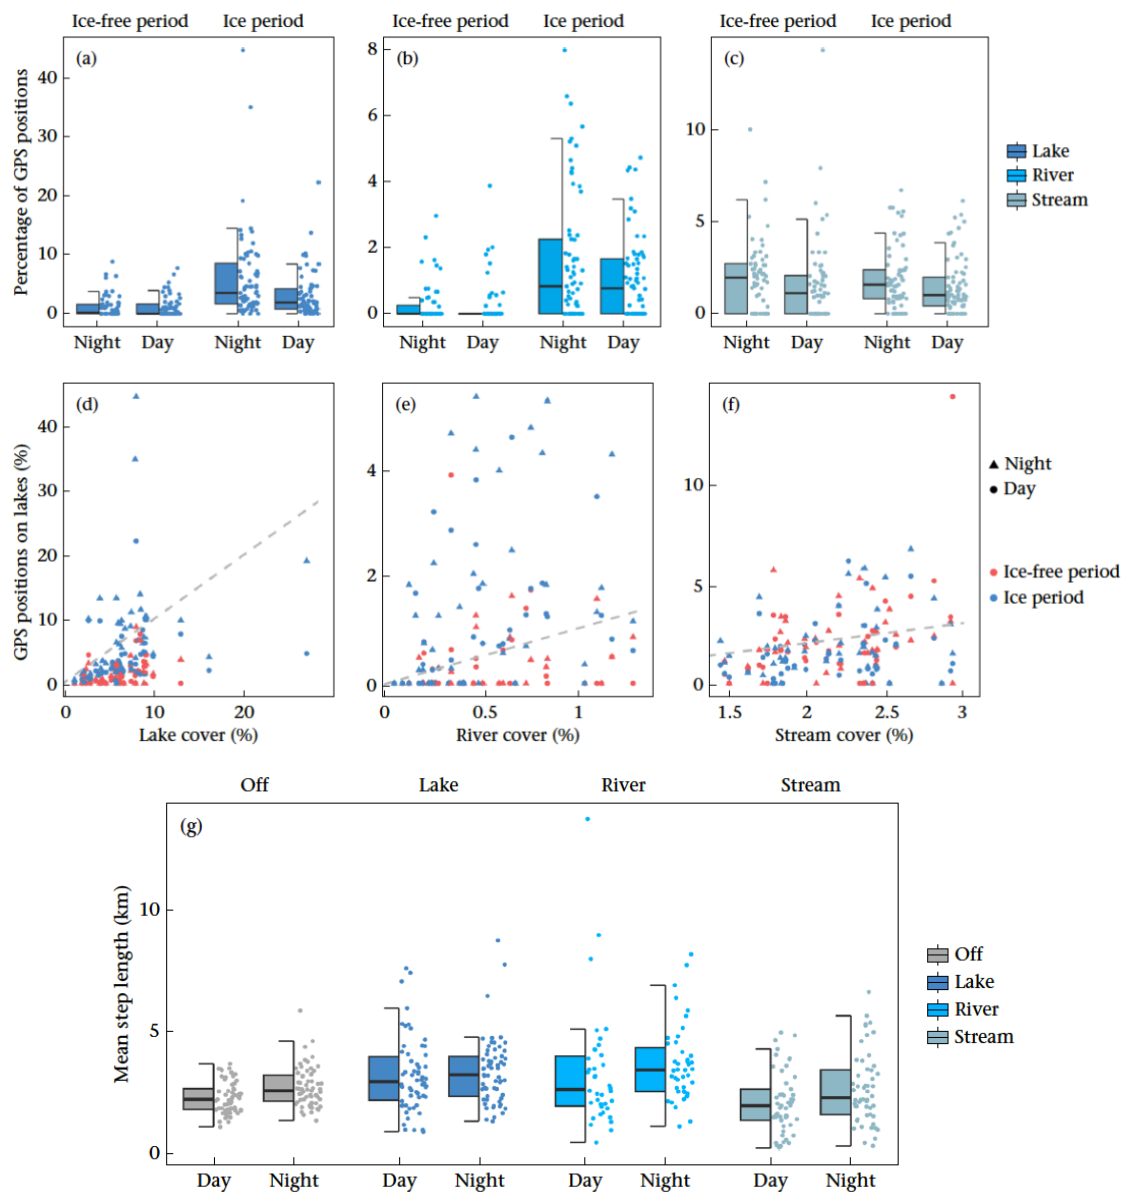 Ice-free period Ice period Ice-free period Ice period Ice-free period Ice period
(a) (b) (c)
Percentage of GPS positions
40
30
20
10
0
8
6
4
2
0
10
5
0
Lake
River
Stream
Night Day Night Day Night Day Night Day Night Day Night Day
(d) (e) (f)
GPS positions on lakes (%)
40
30
20
10
0
4
2
0
10
5
0
Night
Day
Ice-free period
Ice period
0 10 20 0 0.5 1 1.5 2 2.5 3
Lake cover (%) River cover (%) Stream cover (%)
Off Lake River Stream
(g)
Mean step length (km)
10
5
0
Off
Lake
River
Stream
Day Night Day Night Day Night Day Night